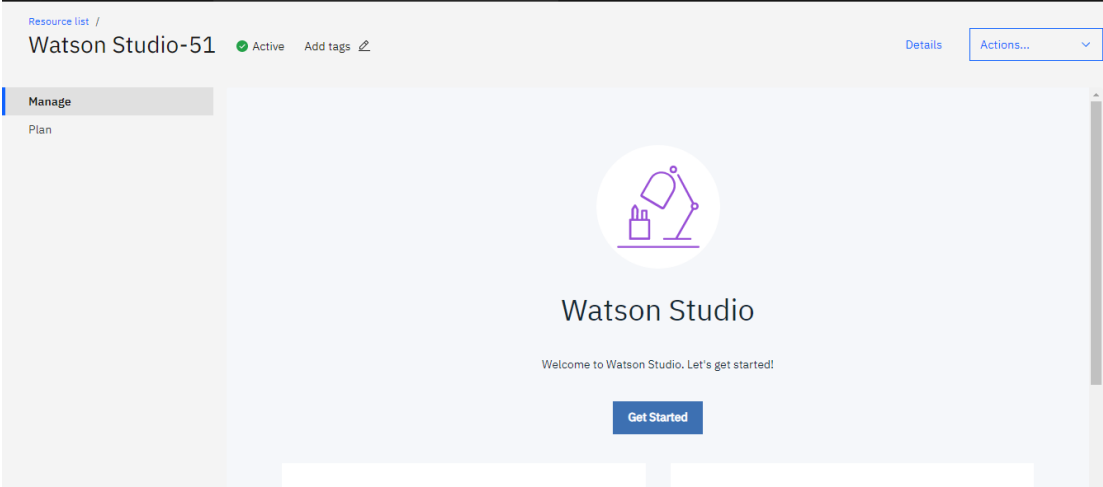 Resource list /
Watson Studio-51 Active Add tags Details Actions...
Manage
Plan
Watson Studio
Welcome to Watson Studio. Let's get started!
Get Started